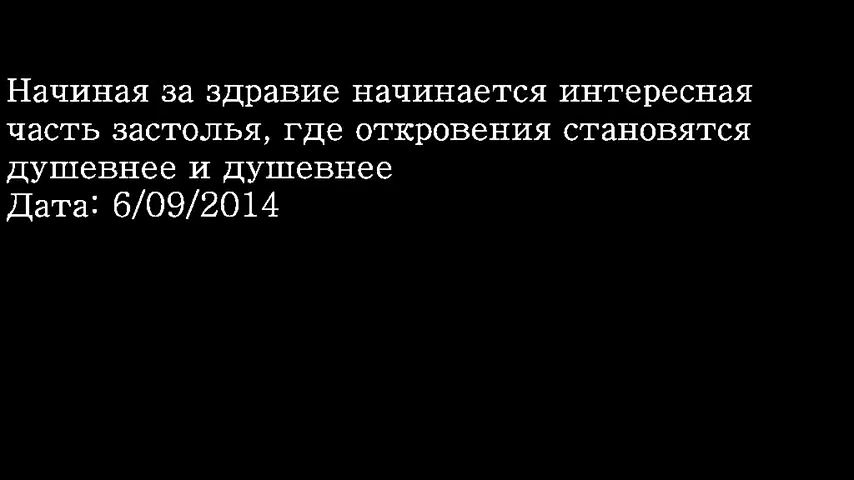 Начиная за здравие начинается интересная
часть застолья, где откровения становятся
душевнее и душевнее
Дата: 6/09/2014